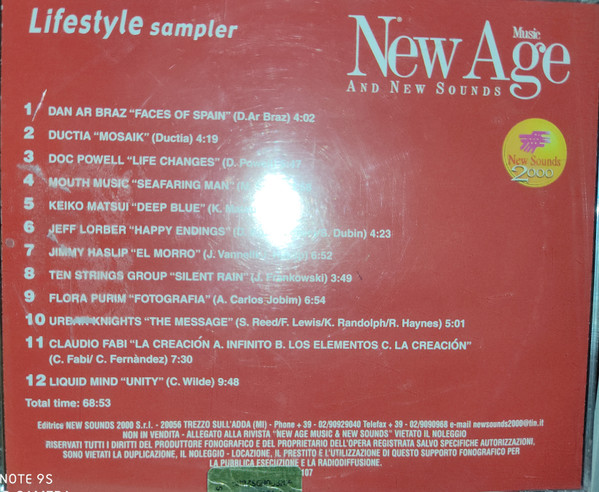 Lifestyle sampler
Music
New Age
AND NEW SOUNDS
New Sounds
2000
1 DAN AR BRAZ "FACES OF SPAIN" (D.Ar Braz) 4:02
2 DUCTIA "MOSAIK" (Ductia) 4:19
3 DOC POWELL "LIFE CHANGES" (D.
4 MOUTH MUSIC "SEAFARING MAN"
5 KEIKO MATSUI "DEEP BLUE" (K.
6 JEFF LORBER "HAPPY ENDINGS" Dubin) 4:23
7 JIMMY HASLIP "EL MORRO" (J. 6:52
8 TEN STRINGS GROUP "SILENT RAIN" (J. 3:49
9 FLORA PURIM "FOTOGRAFIA" (A. Carlos Jobim) 6:54
10 URBAN KNIGHTS "THE MESSAGE" (S. Reed/F. Lewis/K. Randolph/R. Haynes) 5:01
11 CLAUDIO FABI "LA CREACIÓN A. INFINITO B. LOS ELEMENTOS C. LA CREACIÓN"
(C. Fabi/ C. Fernàndez) 7:30
12 LIQUID MIND "UNITY" (C. Wilde) 9:48
Total time: 68:53
Editrice NEW SOUNDS 2000 S.r.l. - 20056 TREZZO SULL'ADDA (MI) - Phone + 39 - 02/90929640 Telefax + 39 - 02/9090968 e-mail newsounds2000@tin.it
NON IN VENDITA - ALLEGATO ALLA RIVISTA "NEW AGE MUSIC & NEW SOUNDS" VIETATO IL NOLEGGIO
RISERVATI TUTTI I DIRITTI DEL PRODUTTORE FONOGRAFICO E DEL PROPRIETARIO DELL'OPERA REGISTRATA SALVO SPECIFICHE AUTORIZZAZIONI,
SONO VIETATI LA DUPLICAZIONE, IL NOLEGGIO - LOCAZIONE, IL PRESTITO E L'UTILIZZAZIONE DI QUESTO SUPPORTO FONOGRAFICO PER
LA PUBBLICA ESECUZIONE E LA RADIODIFFUSIONE.
107
NOTE 9S